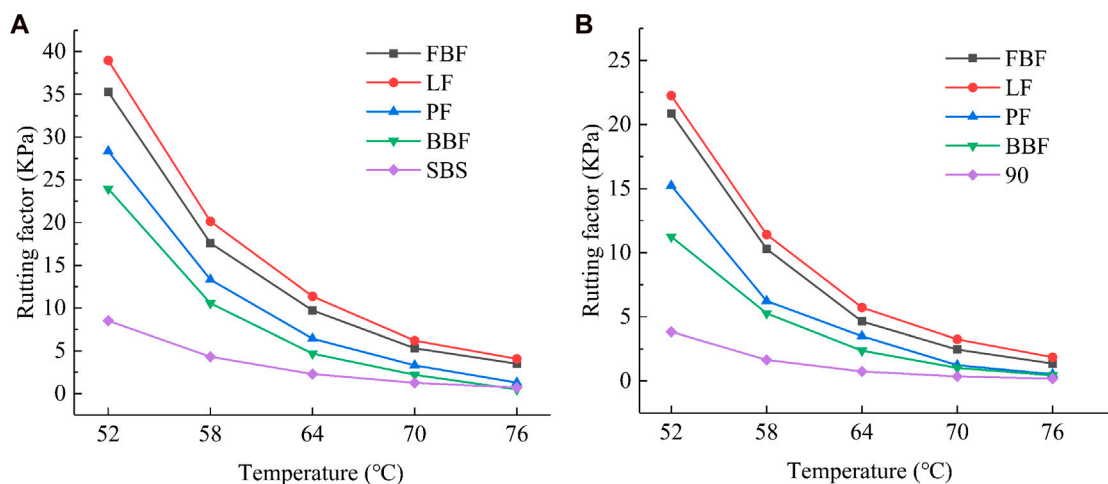 A
Rutting factor (KPa)
40
35
30
25
20
15
10
5
0
FBF
LF
PF
BBF
SBS
52 58 64 70 76
Temperature (℃)
B
Rutting factor (KPa)
25
20
15
10
5
0
FBF
LF
PF
BBF
90
52 58 64 70 76
Temperature (℃)